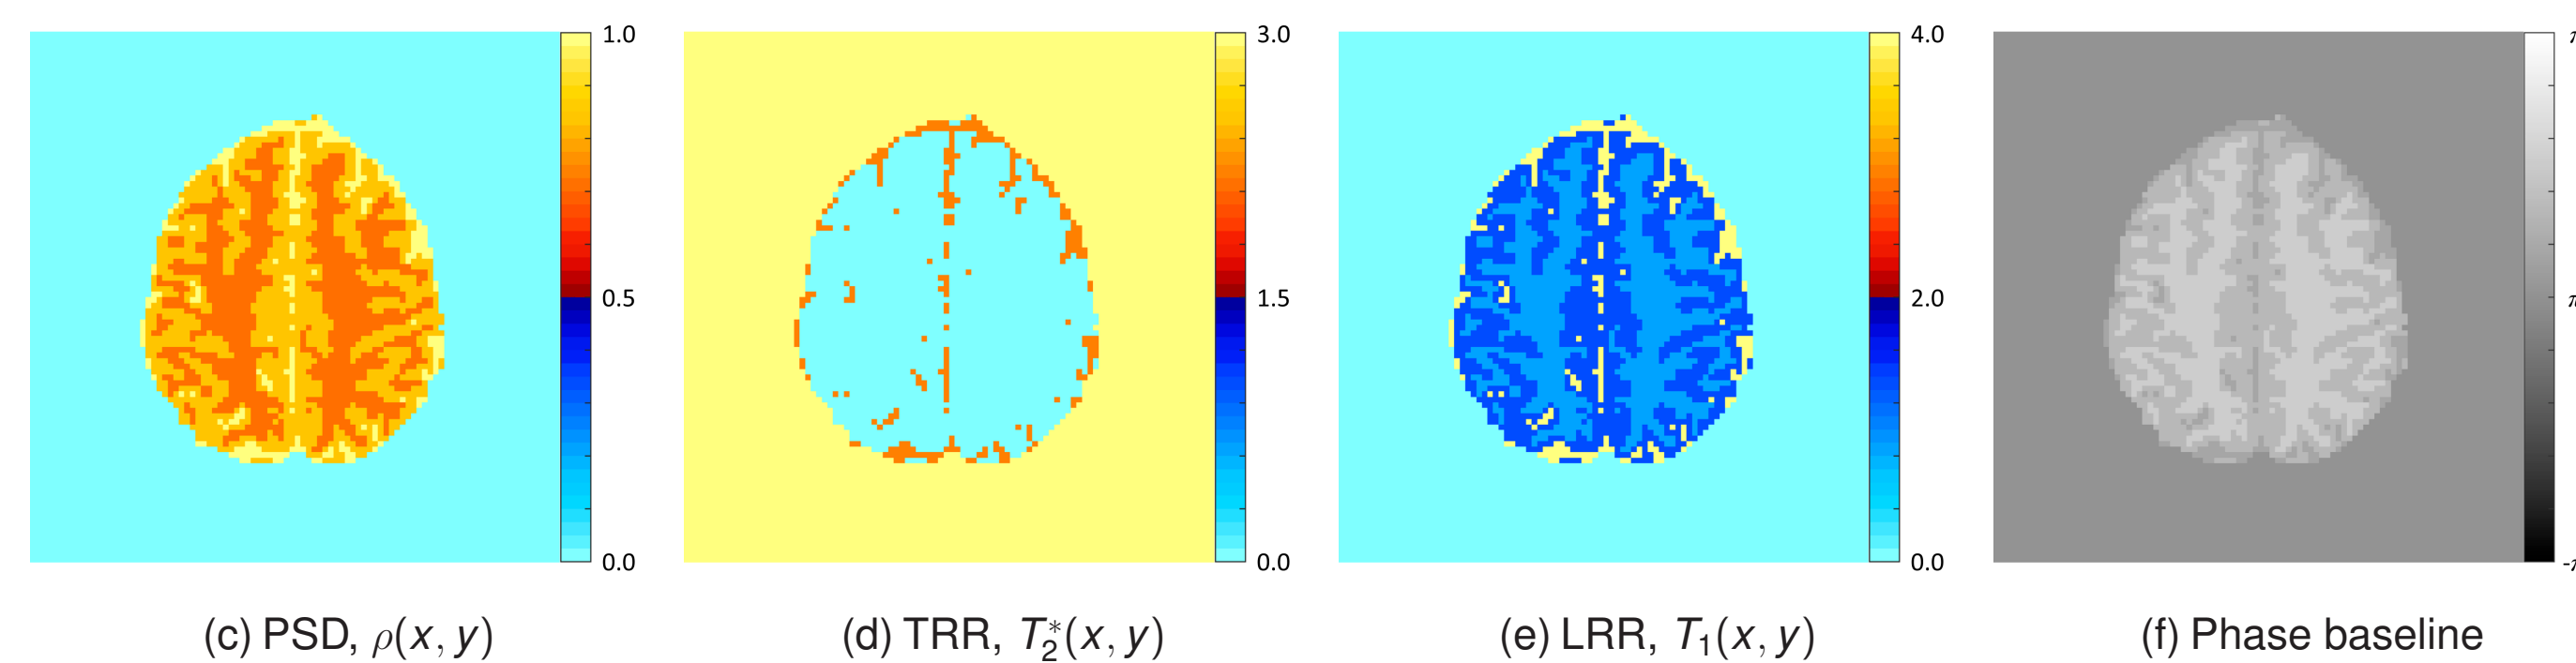 1.0
0.5
0.0
3.0
1.5
0.0
4.0
2.0
0.0
(c) PSD, ρ(x, y)
(d) TRR, T₂*(x, y)
(e) LRR, T₁(x, y)
(f) Phase baseline